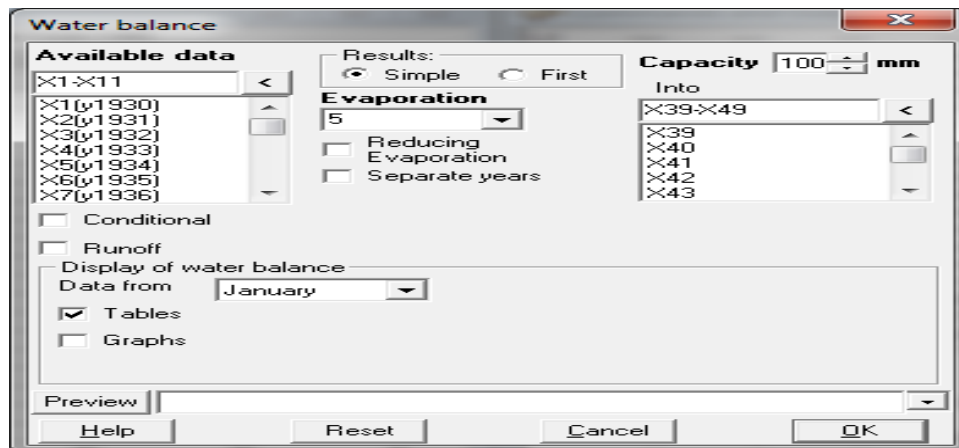 Water balance
Available data
X1-X11
<
X1(y1930)
X2(y1931)
X3(y1932)
X4(y1933)
X5(y1934)
X6(y1935)
X7(y1936)
Results:
Simple
First
Evaporation
5
Reducing
Evaporation
Separate years
Capacity 100 mm
Into
X39-X49
<
X39
X40
X41
X42
X43
Conditional
Runoff
Display of water balance
Data from January
Tables
Graphs
Preview
Help Reset Cancel OK